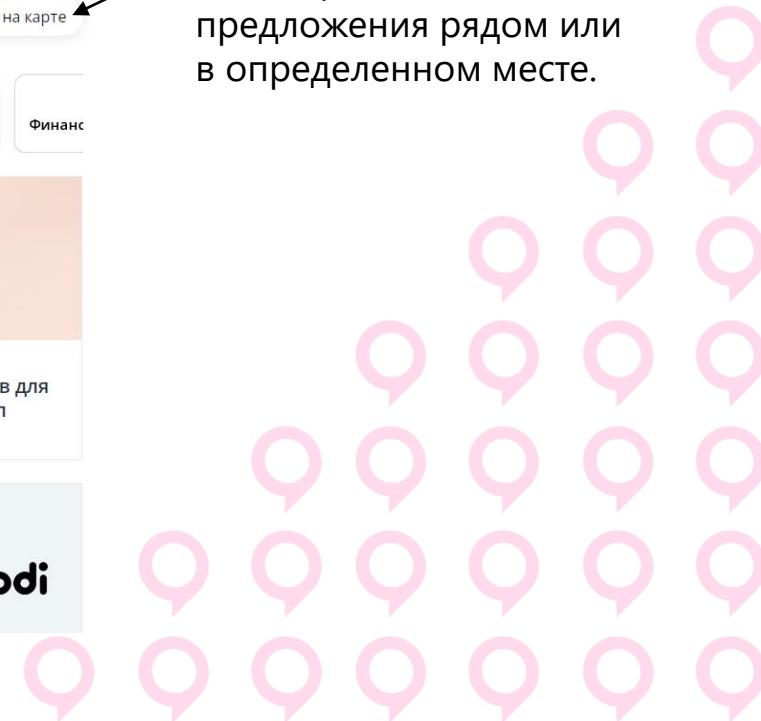 на карте
предложения рядом или
в определенном месте.
Финанс
в для
л
odi